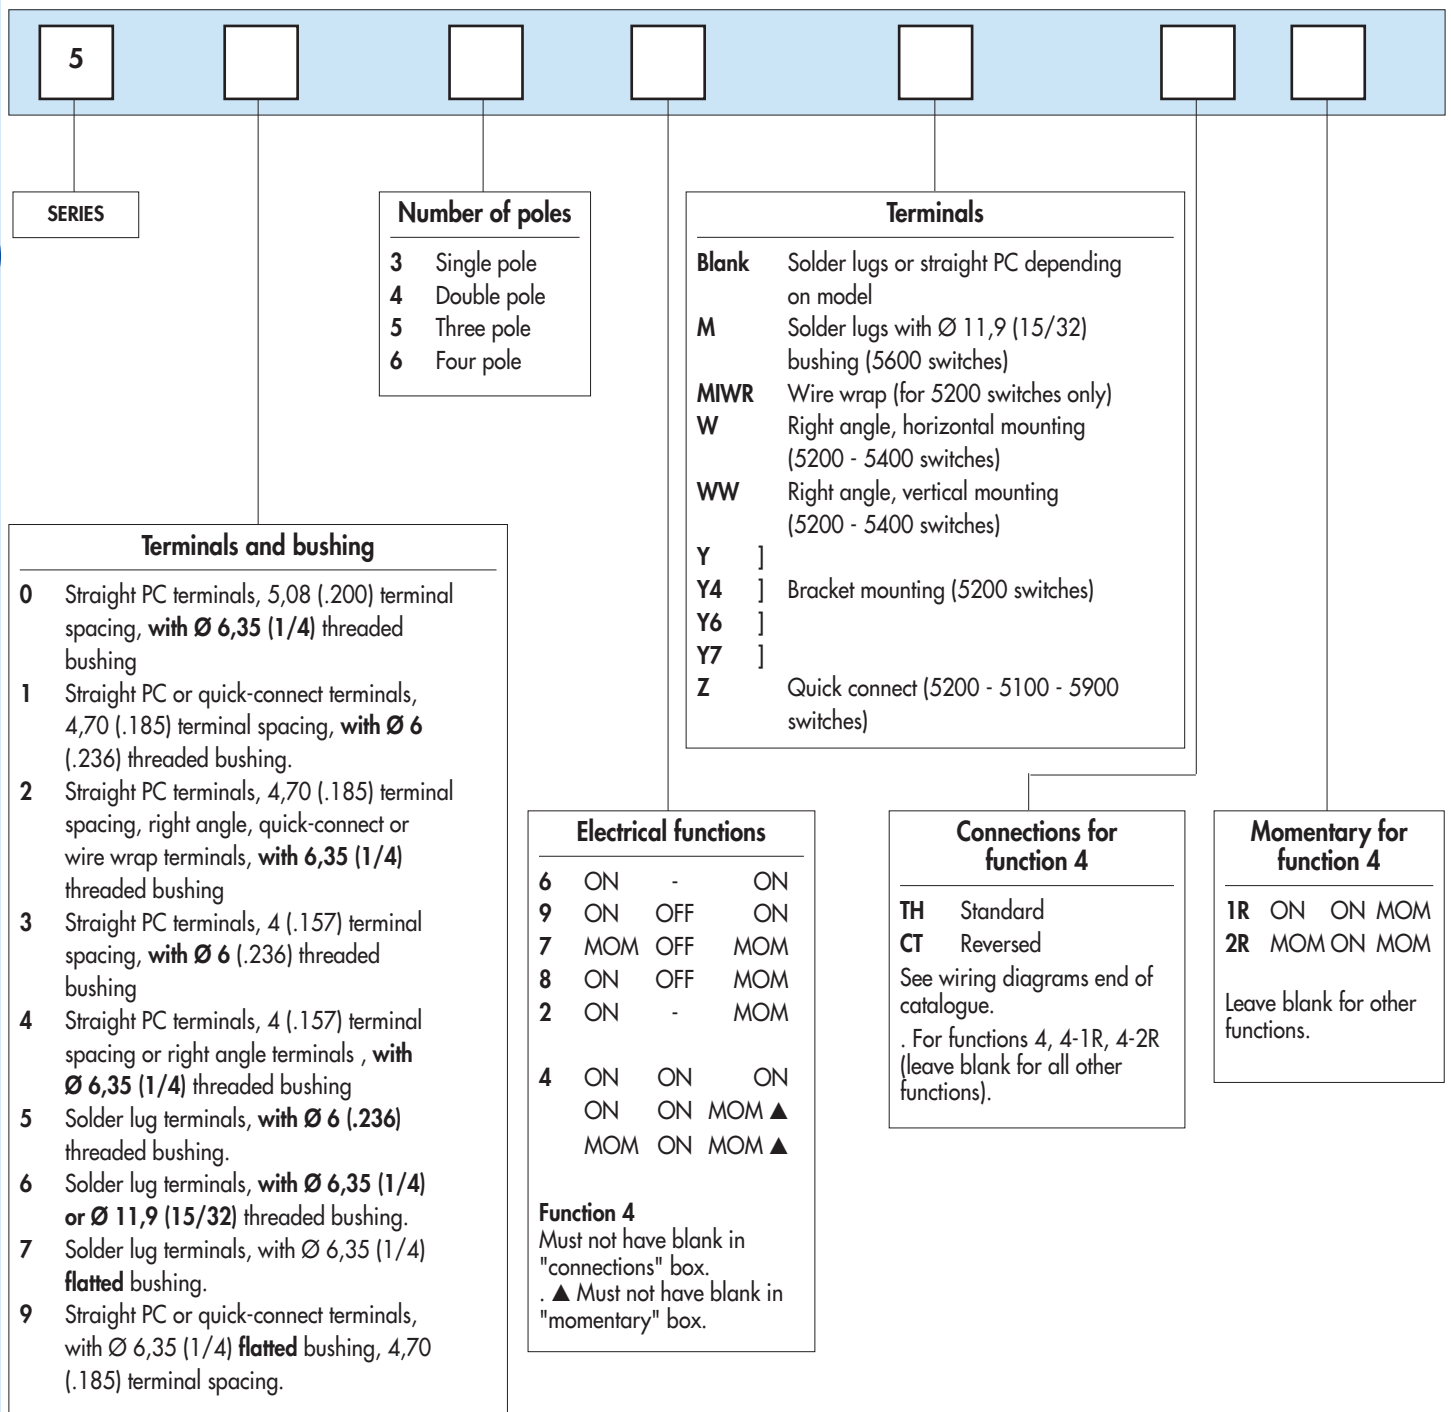 5
SERIES
Number of poles
3 Single pole
4 Double pole
5 Three pole
6 Four pole
Terminals
Blank Solder lugs or straight PC depending
on model
M Solder lugs with Ø 11,9 (15/32)
bushing (5600 switches)
MIWR Wire wrap (for 5200 switches only)
W Right angle, horizontal mounting
(5200 - 5400 switches)
WW Right angle, vertical mounting
(5200 - 5400 switches)
Y ]
Y4 ] Bracket mounting (5200 switches)
Y6 ]
Y7 ]
Z Quick connect (5200 - 5100 - 5900
switches)
Terminals and bushing
0 Straight PC terminals, 5,08 (.200) terminal
spacing, with Ø 6,35 (1/4) threaded
bushing
1 Straight PC or quick-connect terminals,
4,70 (.185) terminal spacing, with Ø 6
(.236) threaded bushing.
2 Straight PC terminals, 4,70 (.185) terminal
spacing, right angle, quick-connect or
wire wrap terminals, with 6,35 (1/4)
threaded bushing
3 Straight PC terminals, 4 (.157) terminal
spacing, with Ø 6 (.236) threaded
bushing
4 Straight PC terminals, 4 (.157) terminal
spacing or right angle terminals , with
Ø 6,35 (1/4) threaded bushing
5 Solder lug terminals, with Ø 6 (.236)
threaded bushing.
6 Solder lug terminals, with Ø 6,35 (1/4)
or Ø 11,9 (15/32) threaded bushing.
7 Solder lug terminals, with Ø 6,35 (1/4)
flatted bushing.
9 Straight PC or quick-connect terminals,
with Ø 6,35 (1/4) flatted bushing, 4,70
(.185) terminal spacing.
Electrical functions
6 ON - ON
9 ON OFF ON
7 MOM OFF MOM
8 ON OFF MOM
2 ON - MOM
4 ON ON ON
ON ON MOM ▲
MOM ON MOM ▲
Function 4
Must not have blank in
"connections" box.
. ▲ Must not have blank in
"momentary" box.
Connections for
function 4
TH Standard
CT Reversed
See wiring diagrams end of
catalogue.
. For functions 4, 4-1R, 4-2R
(leave blank for all other
functions).
Momentary for
function 4
1R ON ON MOM
2R MOM ON MOM
Leave blank for other
functions.